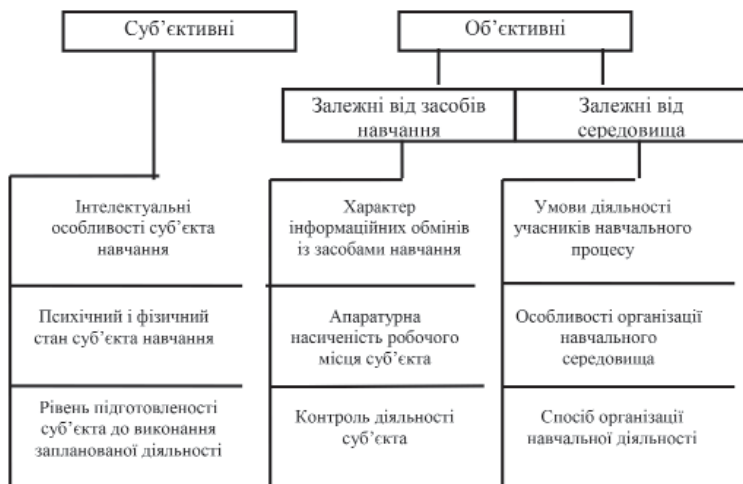 Суб’єктивні
Об’єктивні
Залежні від засобів
навчання
Залежні від
середовища
Інтелектуальні
особливості суб’єкта
навчання
Характер
інформаційних обмінів
із засобами навчання
Умови діяльності
учасників навчального
процесу
Психічний і фізичний
стан суб’єкта навчання
Апаратурна
насиченість робочого
місця суб’єкта
Особливості організації
навчального
середовища
Рівень підготовленості
суб’єкта до виконання
запланованої діяльності
Контроль діяльності
суб’єкта
Спосіб організації
навчальної діяльності